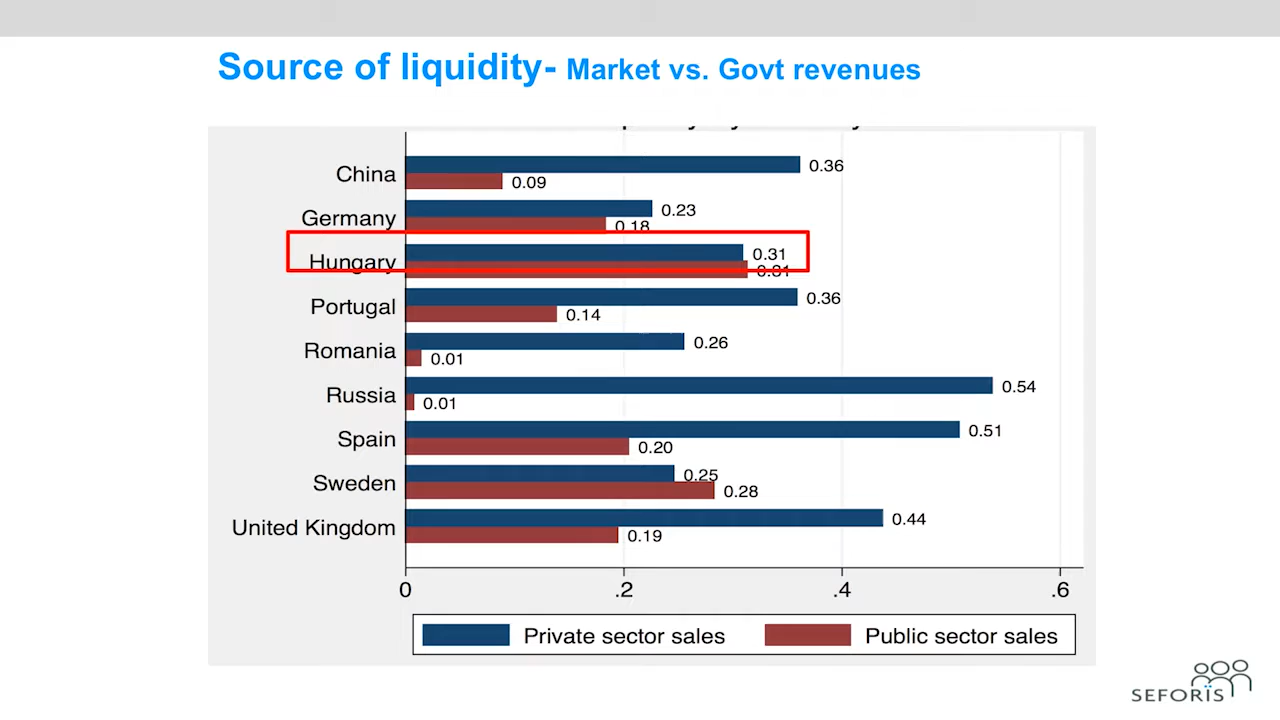 Source of liquidity- Market vs. Govt revenues
China 0.36
0.09
Germany 0.23
0.18
Hungary 0.31
0.31
Portugal 0.36
0.14
Romania 0.26
0.01
Russia 0.54
0.01
Spain 0.51
0.20
Sweden 0.25
0.28
United Kingdom 0.44
0.19
0 .2 .4 .6
Private sector sales Public sector sales
SEFORÏS